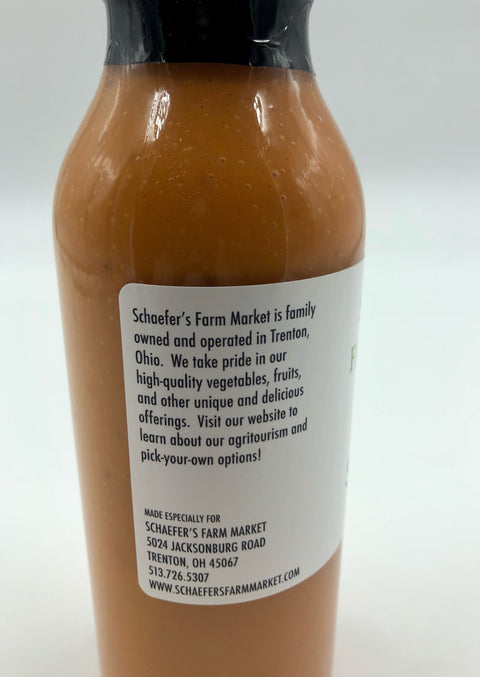 Schaefer's Farm Market is family
owned and operated in Trenton,
Ohio. We take pride in our
high-quality vegetables, fruits,
and other unique and delicious
offerings. Visit our website to
learn about our agritourism and
pick-your-own options!
MADE ESPECIALLY FOR
SCHAEFER'S FARM MARKET
5024 JACKSONBURG ROAD
TRENTON, OH 45067
513.726.5307
WWW.SCHAEFERSFARMMARKET.COM